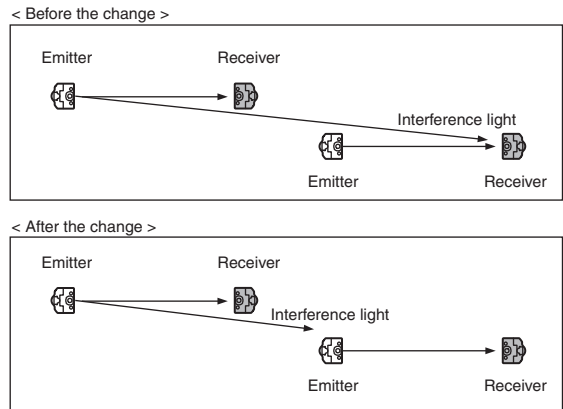 < Before the change >
Emitter Receiver
Interference light
Emitter Receiver
< After the change >
Emitter Receiver
Interference light
Emitter Receiver